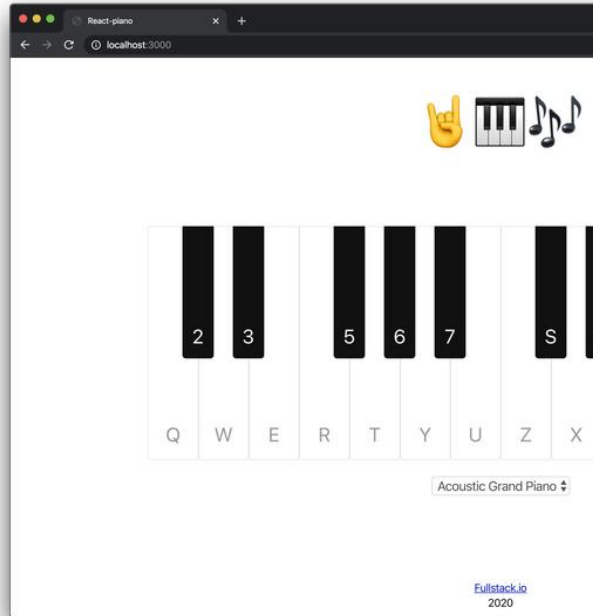 React-piano
localhost:3000
2 3 5 6 7 S
Q W E R T Y U Z X
Acoustic Grand Piano
Fullstack.io
2020